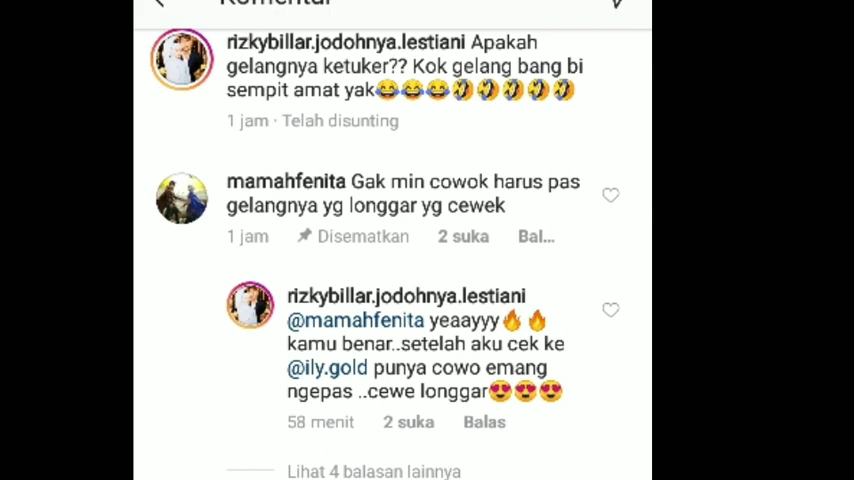 Komentar
rizkybillar.jodohnya.lestiani Apakah
gelangnya ketuker?? Kok gelang bang bi
sempit amat yak😂😂😂🤣🤣🤣🤣🤣
1 jam · Telah disunting
mamahfenita Gak min cowok harus pas
gelangnya yg longgar yg cewek
1 jam Disematkan 2 suka Bal...
rizkybillar.jodohnya.lestiani
@mamahfenita yeaayyy🔥🔥
kamu benar..setelah aku cek ke
@ily.gold punya cowo emang
ngepas ..cewe longgar😍😍😍
58 menit 2 suka Balas
Lihat 4 balasan lainnya